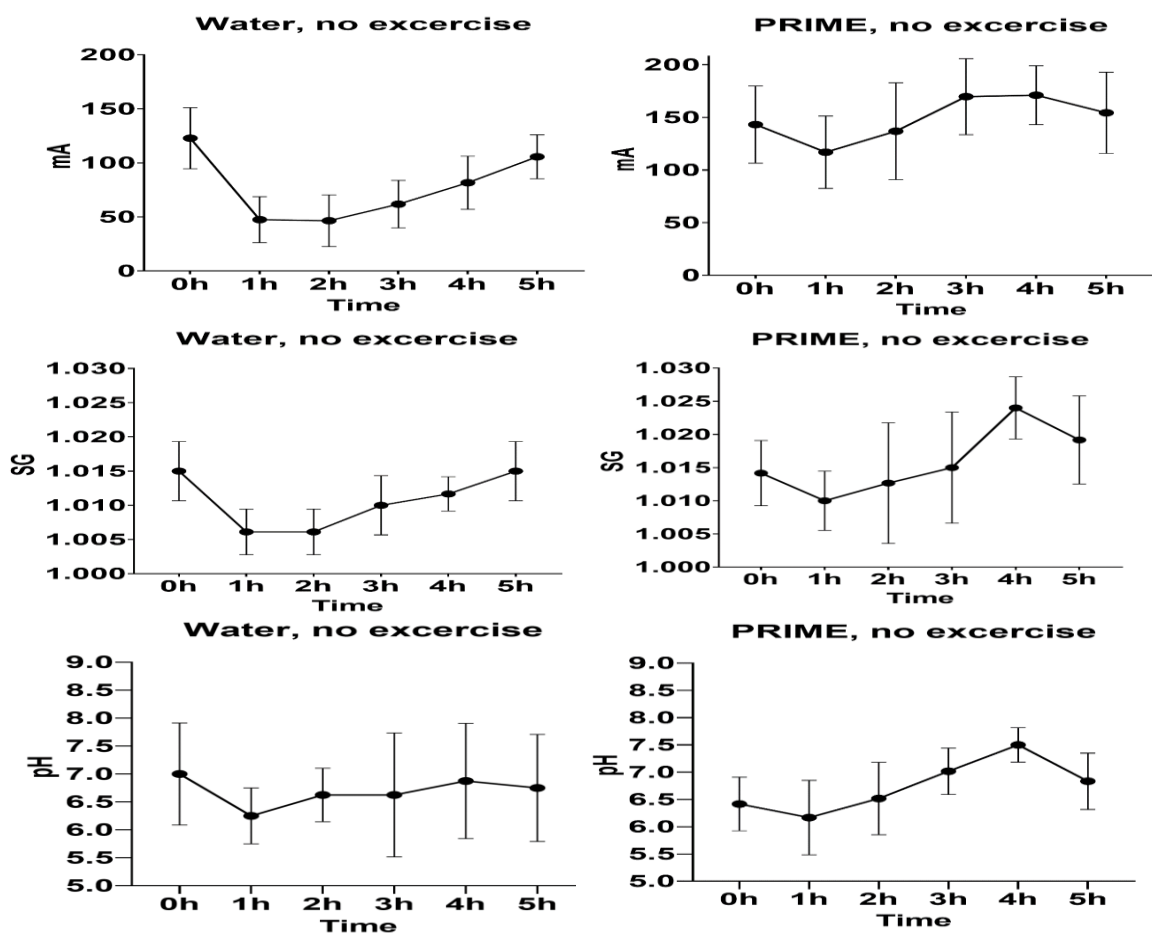 Water, no excercise
200
150
100
50
0
mA
0h 1h 2h 3h 4h 5h
Time
PRIME, no excercise
200
150
100
50
0
mA
0h 1h 2h 3h 4h 5h
Time
Water, no excercise
1.030
1.025
1.020
1.015
1.010
1.005
1.000
SG
0h 1h 2h 3h 4h 5h
Time
PRIME, no excercise
1.030
1.025
1.020
1.015
1.010
1.005
1.000
SG
0h 1h 2h 3h 4h 5h
Time
Water, no excercise
9.0
8.5
8.0
7.5
7.0
6.5
6.0
5.5
5.0
pH
0h 1h 2h 3h 4h 5h
Time
PRIME, no excercise
9.0
8.5
8.0
7.5
7.0
6.5
6.0
5.5
5.0
pH
0h 1h 2h 3h 4h 5h
Time